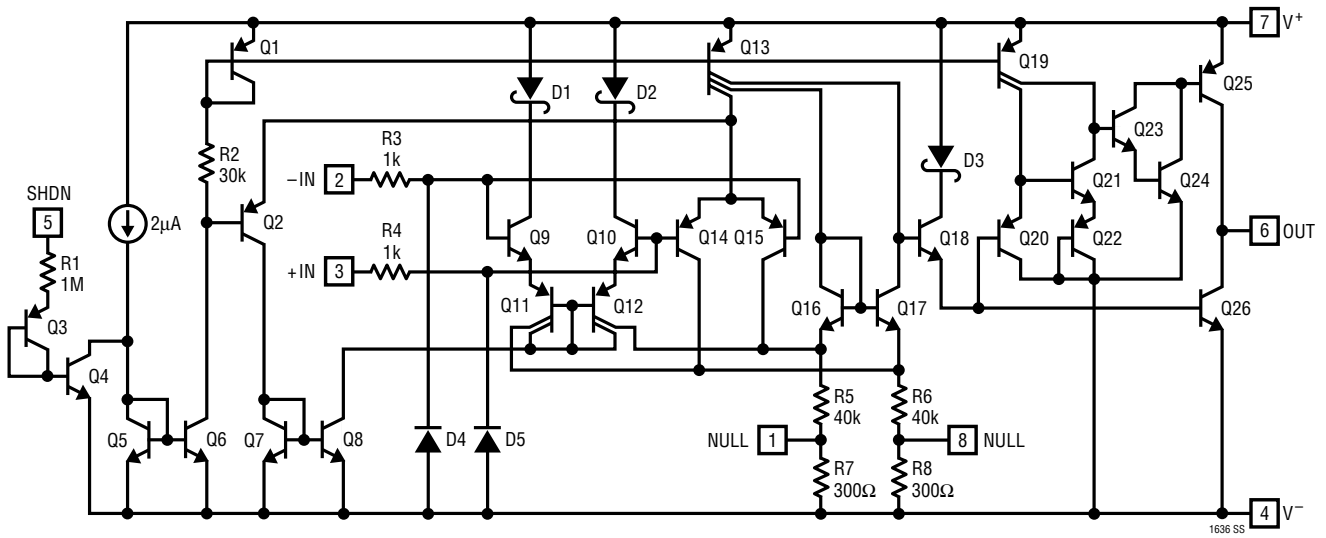 7 V+
Q1
Q13
Q19
Q25
D1
D2
Q23
R3
1k
R2
30k
–IN 2
D3
Q21
Q24
SHDN
5
2µA
Q2
R4
1k
Q9
Q10
Q14
Q15
Q18
Q20
Q22
6 OUT
+IN 3
R1
1M
Q11
Q12
Q16
Q17
Q26
Q3
Q4
R5
40k
R6
40k
Q5
Q6
Q7
Q8
D4
D5
NULL 1
8 NULL
R7
300Ω
R8
300Ω
4 V–
1636 SS